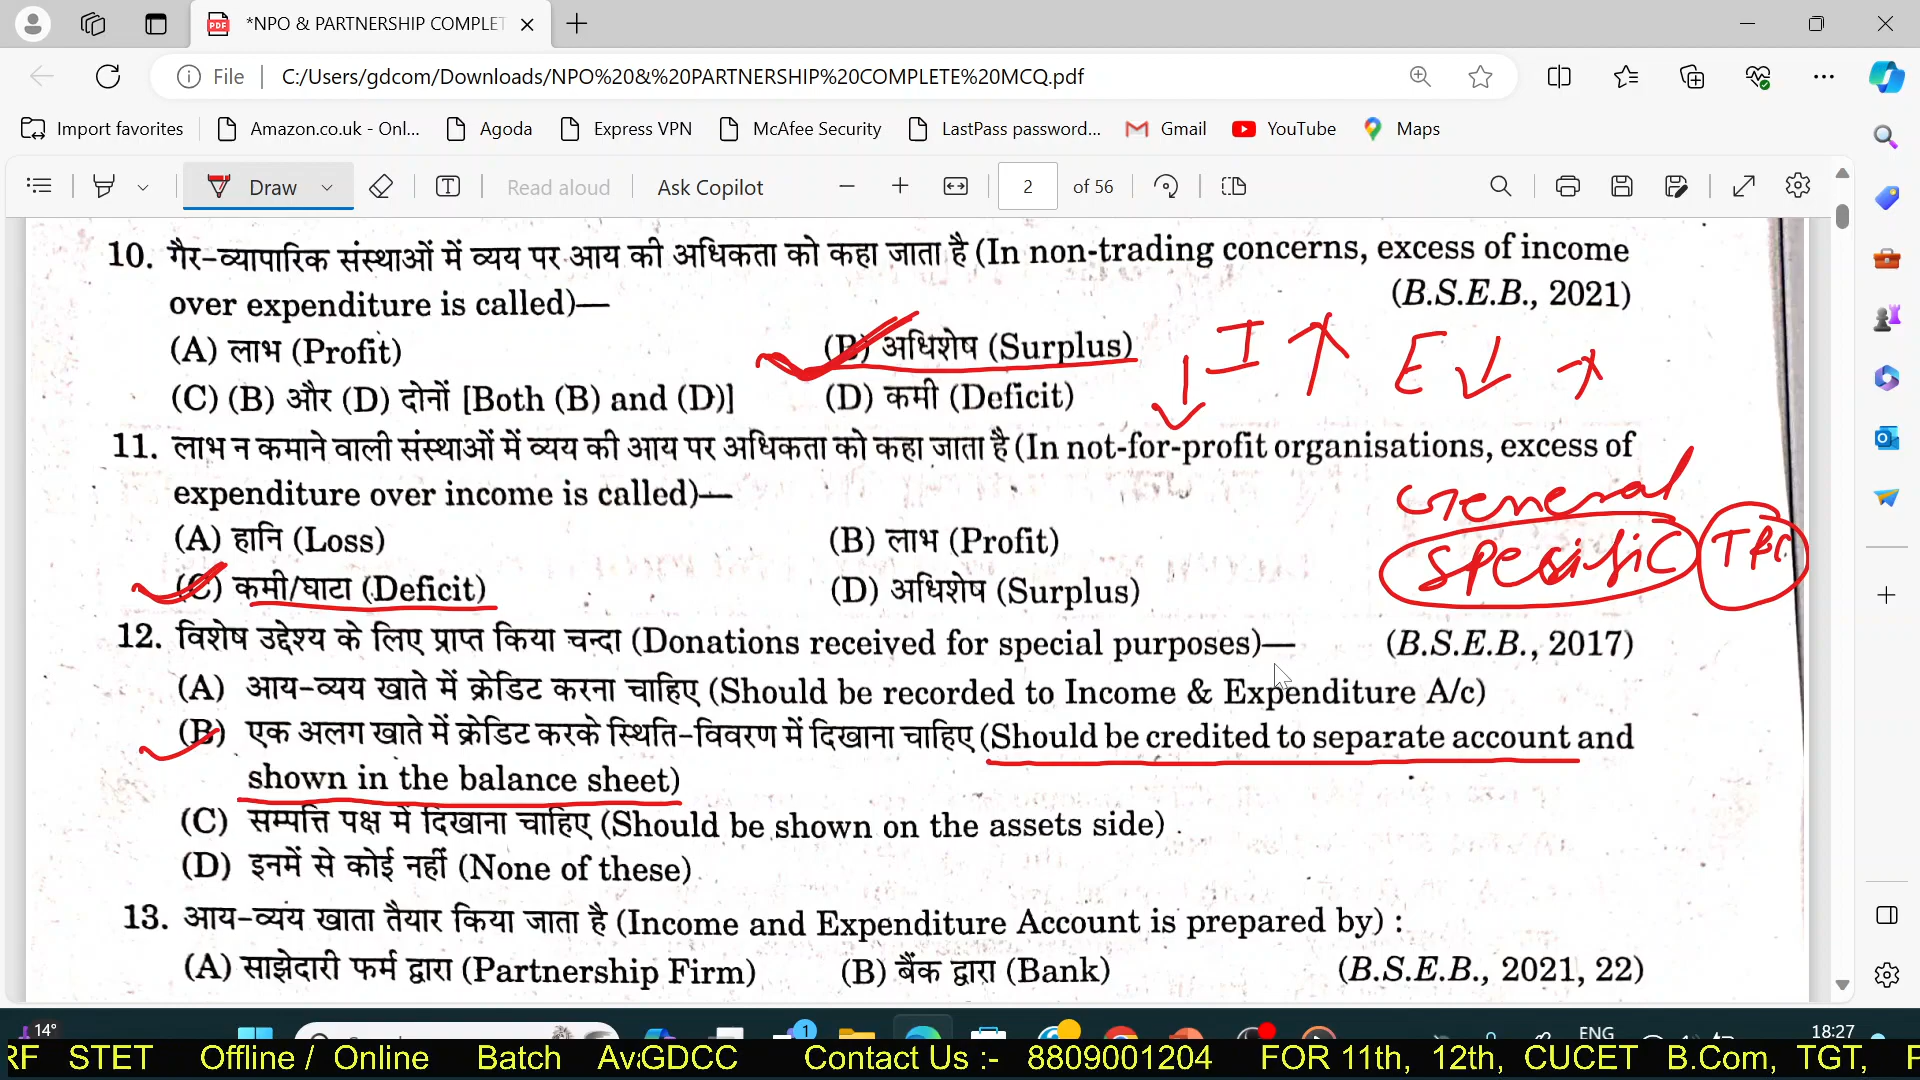 *NPO & PARTNERSHIP COMPLET
File C:/Users/gdcom/Downloads/NPO%20&%20PARTNERSHIP%20COMPLETE%20MCQ.pdf
Import favorites Amazon.co.uk - Onl... Agoda Express VPN McAfee Security LastPass password... Gmail YouTube Maps
Draw Read aloud Ask Copilot 2 of 56
10. गैर-व्यापारिक संस्थाओं में व्यय पर आय की अधिकता को कहा जाता है (In non-trading concerns, excess of income
over expenditure is called)— (B.S.E.B., 2021)
(A) लाभ (Profit) (B) अधिशेष (Surplus) I E
(C) (B) और (D) दोनों [Both (B) and (D)] (D) कमी (Deficit)
11. लाभ न कमाने वाली संस्थाओं में व्यय की आय पर अधिकता को कहा जाता है (In not-for-profit organisations, excess of
expenditure over income is called)— General
(A) हानि (Loss) (B) लाभ (Profit)
(C) कमी/घाटा (Deficit) (D) अधिशेष (Surplus)
12. विशेष उद्देश्य के लिए प्राप्त किया चन्दा (Donations received for special purposes)— (B.S.E.B., 2017)
(A) आय-व्यय खाते में क्रेडिट करना चाहिए (Should be recorded to Income & Expenditure A/c)
(B) एक अलग खाते में क्रेडिट करके स्थिति-विवरण में दिखाना चाहिए (Should be credited to separate account and
shown in the balance sheet)
(C) सम्पत्ति पक्ष में दिखाना चाहिए (Should be shown on the assets side)
(D) इनमें से कोई नहीं (None of these)
13. आय-व्यय खाता तैयार किया जाता है (Income and Expenditure Account is prepared by) :
(A) साझेदारी फर्म द्वारा (Partnership Firm) (B) बैंक द्वारा (Bank) (B.S.E.B., 2021, 22)
14° 1 ENG 18:27
RF STET Offline / Online Batch Ava GDCC Contact Us :- 8809001204 FOR 11th, 12th, CUCET B.Com, TGT,